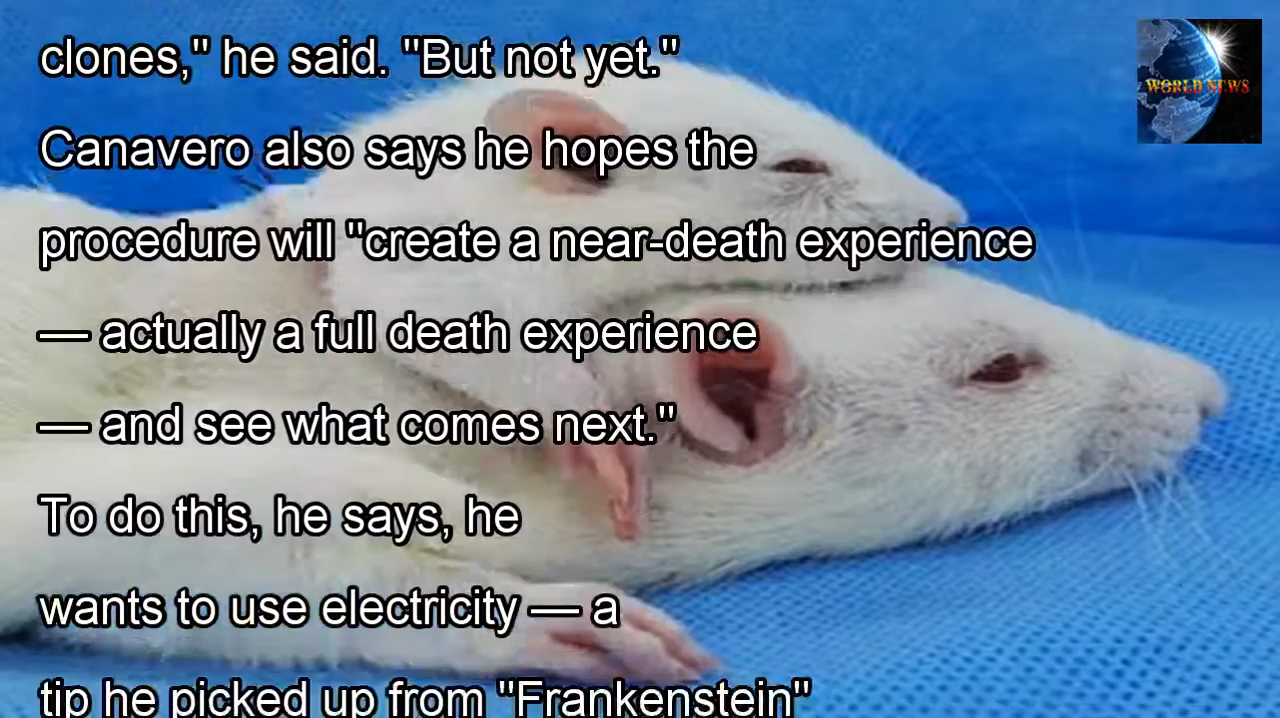 clones," he said. "But not yet."
WORLD NEWS
Canavero also says he hopes the
procedure will "create a near-death experience
— actually a full death experience
— and see what comes next."
To do this, he says, he
wants to use electricity — a
tip he picked up from "Frankenstein"